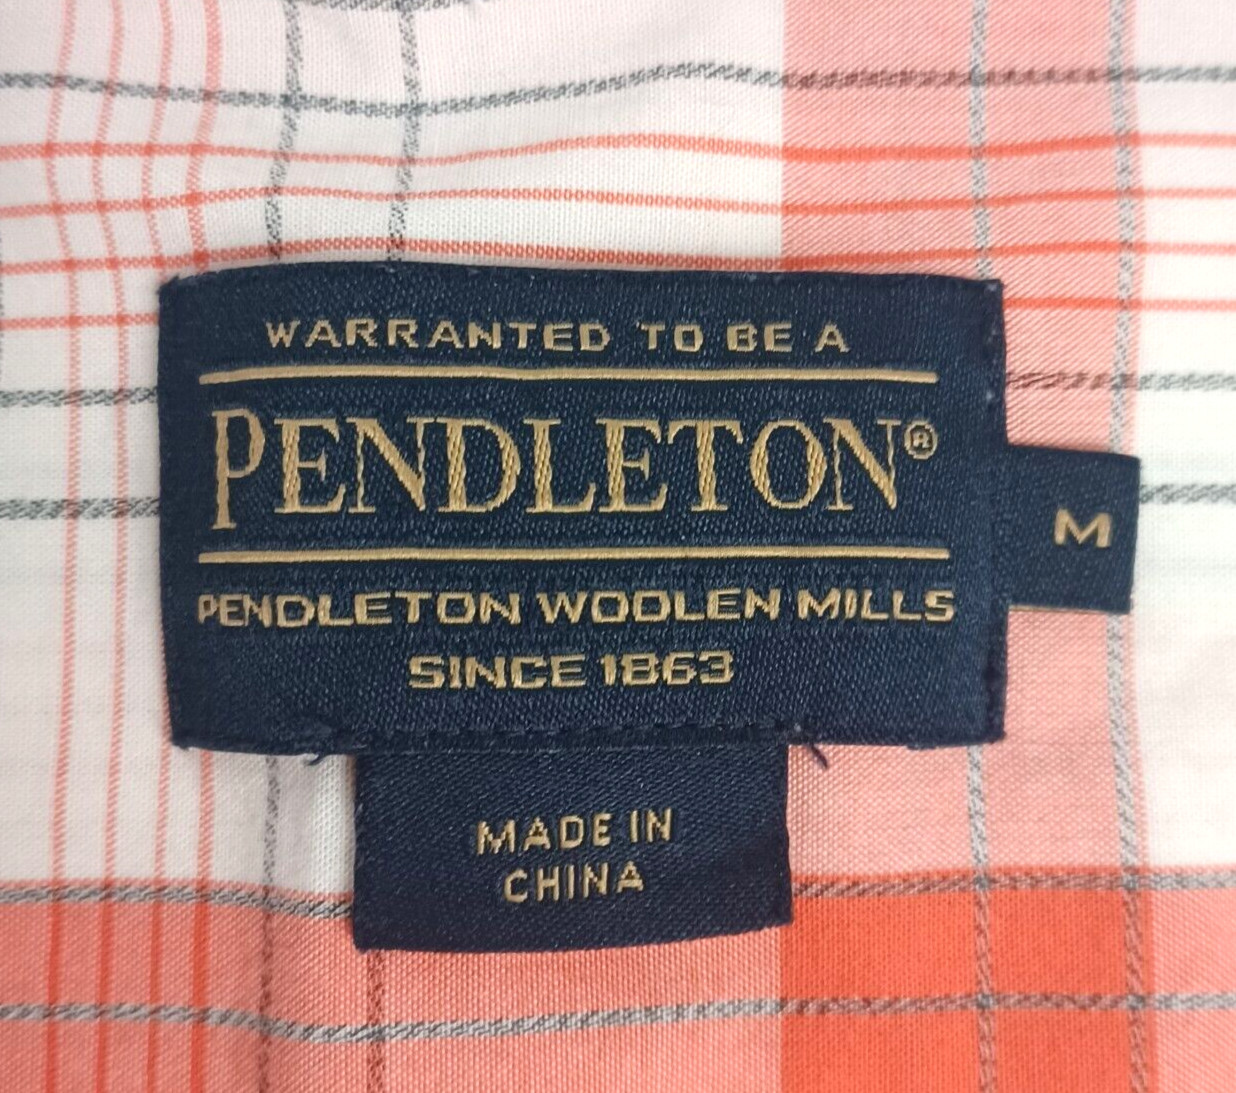 WARRANTED TO BE A
PENDLETON®
M
PENDLETON WOOLEN MILLS
SINCE 1863
MADE IN
CHINA